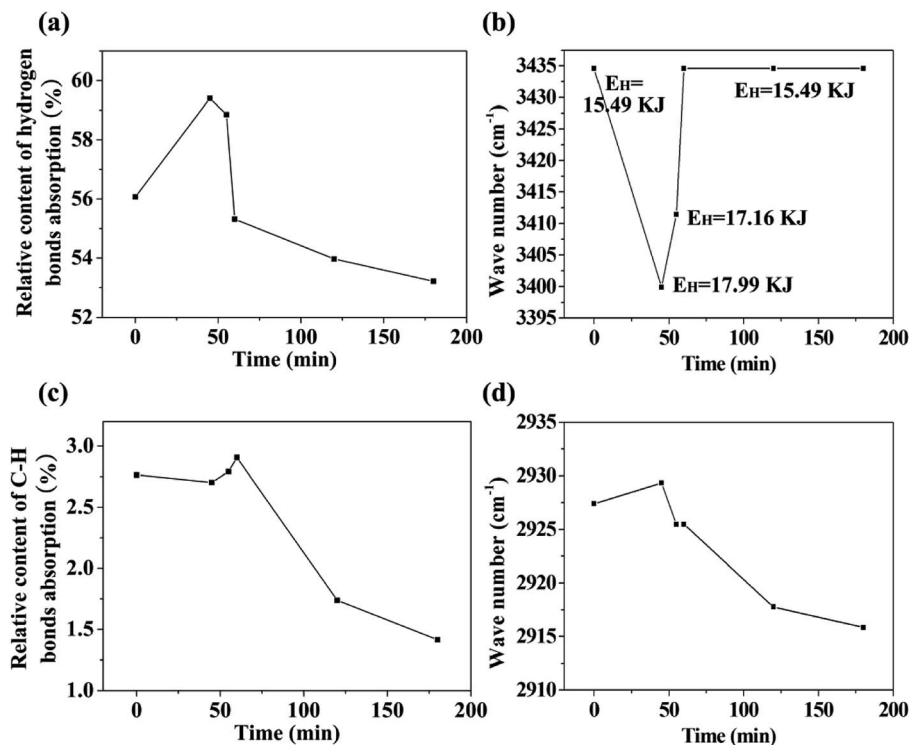 (a)
Relative content of hydrogen
bonds absorption (%)
60
58
56
54
52
0
50
100
150
200
Time (min)
(b)
Wave number (cm-1)
3435
3430
3425
3420
3415
3410
3405
3400
3395
EH=
15.49 KJ
EH=15.49 KJ
EH=17.16 KJ
EH=17.99 KJ
0
50
100
150
200
Time (min)
(c)
Relative content of C-H
bonds absorption (%)
3.0
2.5
2.0
1.5
1.0
0
50
100
150
200
Time (min)
(d)
Wave number (cm-1)
2935
2930
2925
2920
2915
2910
0
50
100
150
200
Time (min)